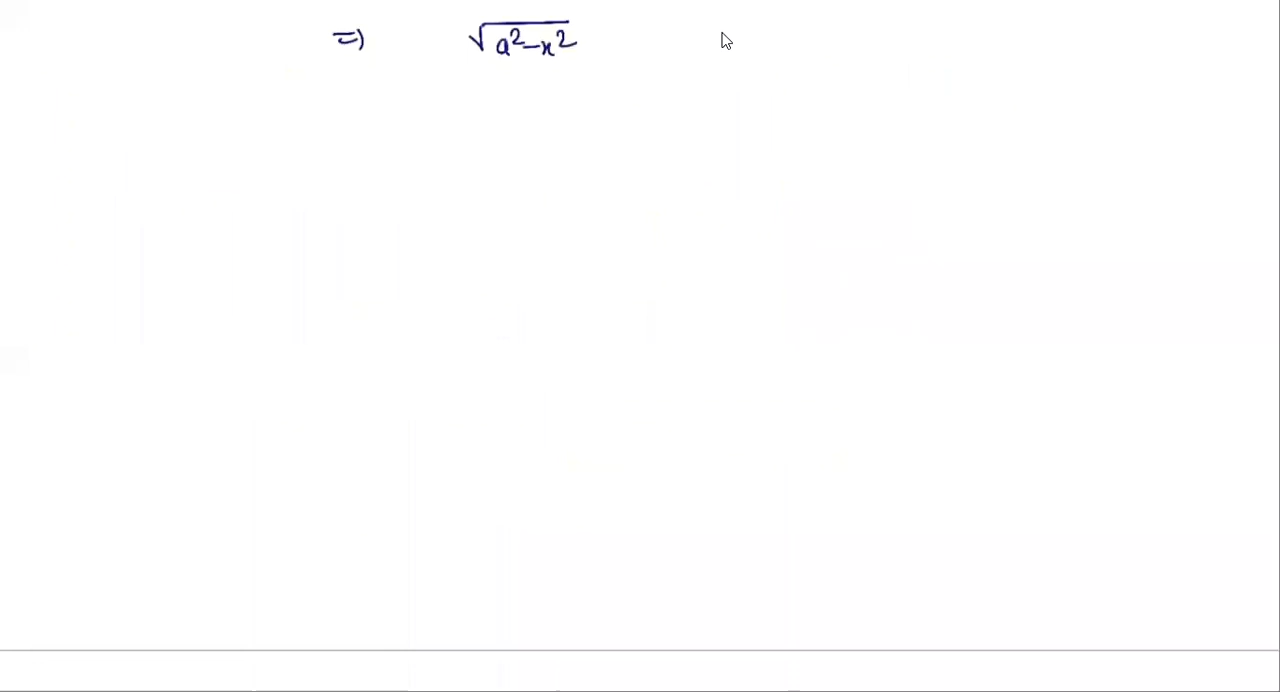 ⇒ √(a²-x²)